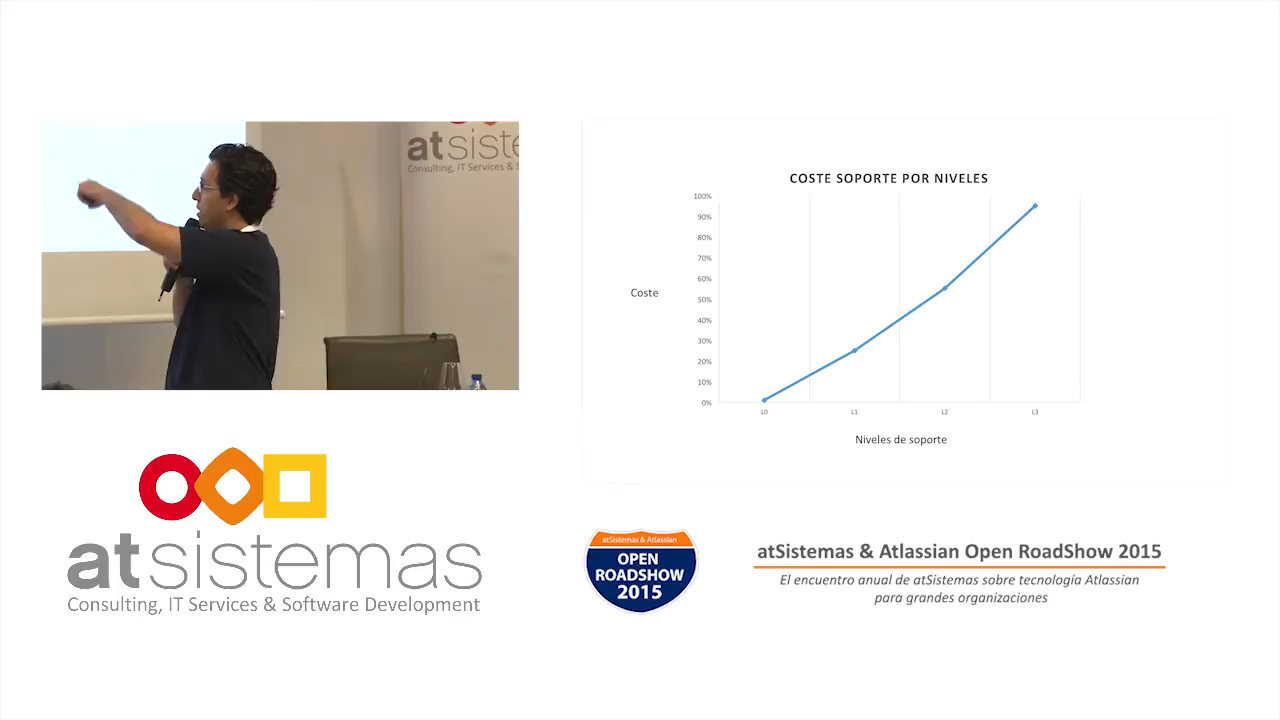 atsiste
Consulting, IT Services & S
COSTE SOPORTE POR NIVELES
100%
90%
80%
70%
60%
50%
40%
30%
20%
10%
0%
Coste
L0
L1
L2
L3
Niveles de soporte
atsistemas
Consulting, IT Services & Software Development
atSistemas & Atlassian
OPEN
ROADSHOW
2015
atSistemas & Atlassian Open RoadShow 2015
El encuentro anual de atSistemas sobre tecnología Atlassian
para grandes organizaciones